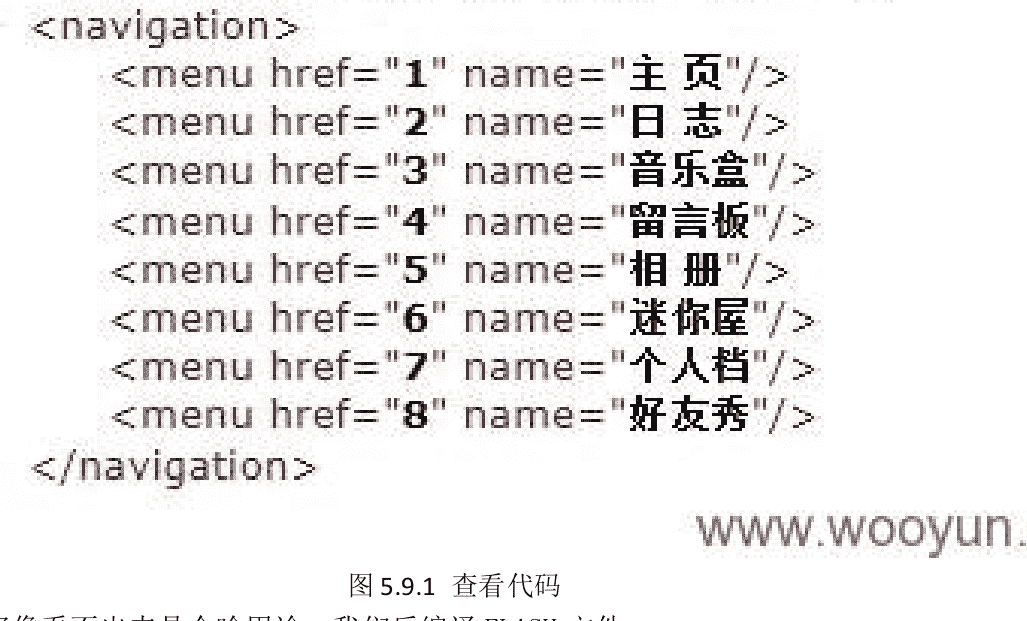 <navigation>
<menu href="1" name="主 页"/>
<menu href="2" name="日 志"/>
<menu href="3" name="音乐盒"/>
<menu href="4" name="留言板"/>
<menu href="5" name="相 册"/>
<menu href="6" name="迷你屋"/>
<menu href="7" name="个人档"/>
<menu href="8" name="好友秀"/>
</navigation>
www.wooyun.
图 5.9.1 查看代码